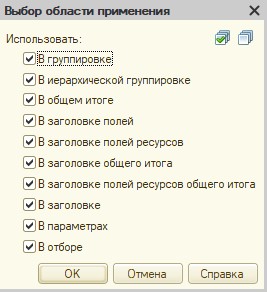 Выбор области применения
Использовать:
В группировке
В иерархической группировке
В общем итоге
В заголовке полей
В заголовке полей ресурсов
В заголовке общего итога
В заголовке полей ресурсов общего итога
В заголовке
В параметрах
В отборе
OK Отмена Справка